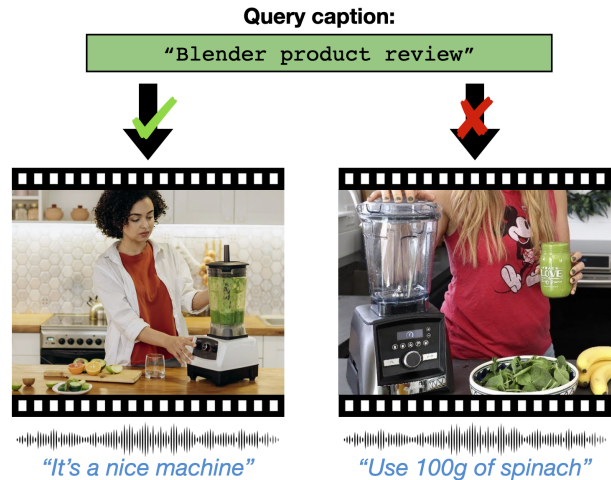 Query caption:
“Blender product review”
“It's a nice machine”
“Use 100g of spinach”